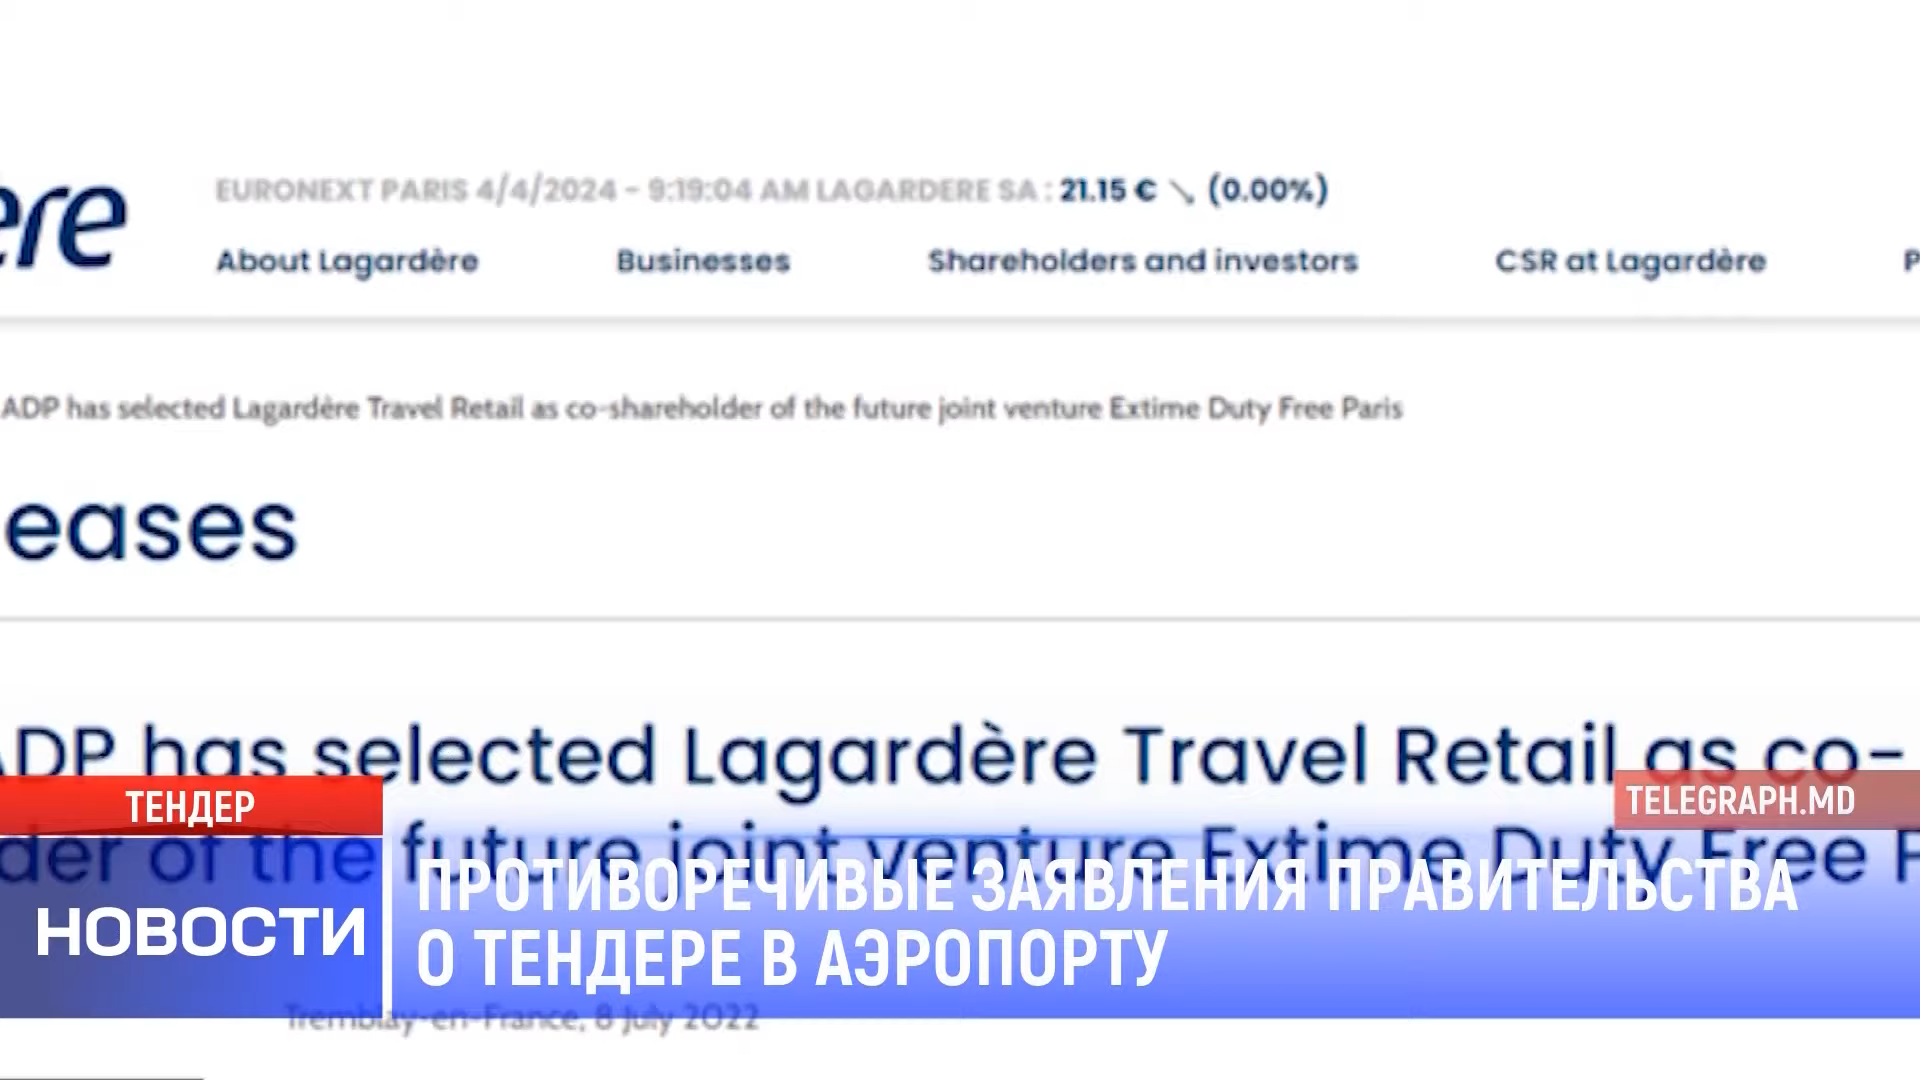 ère
EURONEXT PARIS 4/4/2024 - 9:19:04 AM LAGARDERE SA : 21.15 € ↘ (0.00%)
About Lagardère Businesses Shareholders and investors CSR at Lagardère P
ADP has selected Lagardère Travel Retail as co-shareholder of the future joint venture Extime Duty Free Paris
eases
ADP has selected Lagardère Travel Retail as co-
der of the future joint venture Extime Duty Free P
ТЕНДЕР
TELEGRAPH.MD
НОВОСТИ
ПРОТИВОРЕЧИВЫЕ ЗАЯВЛЕНИЯ ПРАВИТЕЛЬСТВА
О ТЕНДЕРЕ В АЭРОПОРТУ
Tremblay-en-France, 8 July 2022